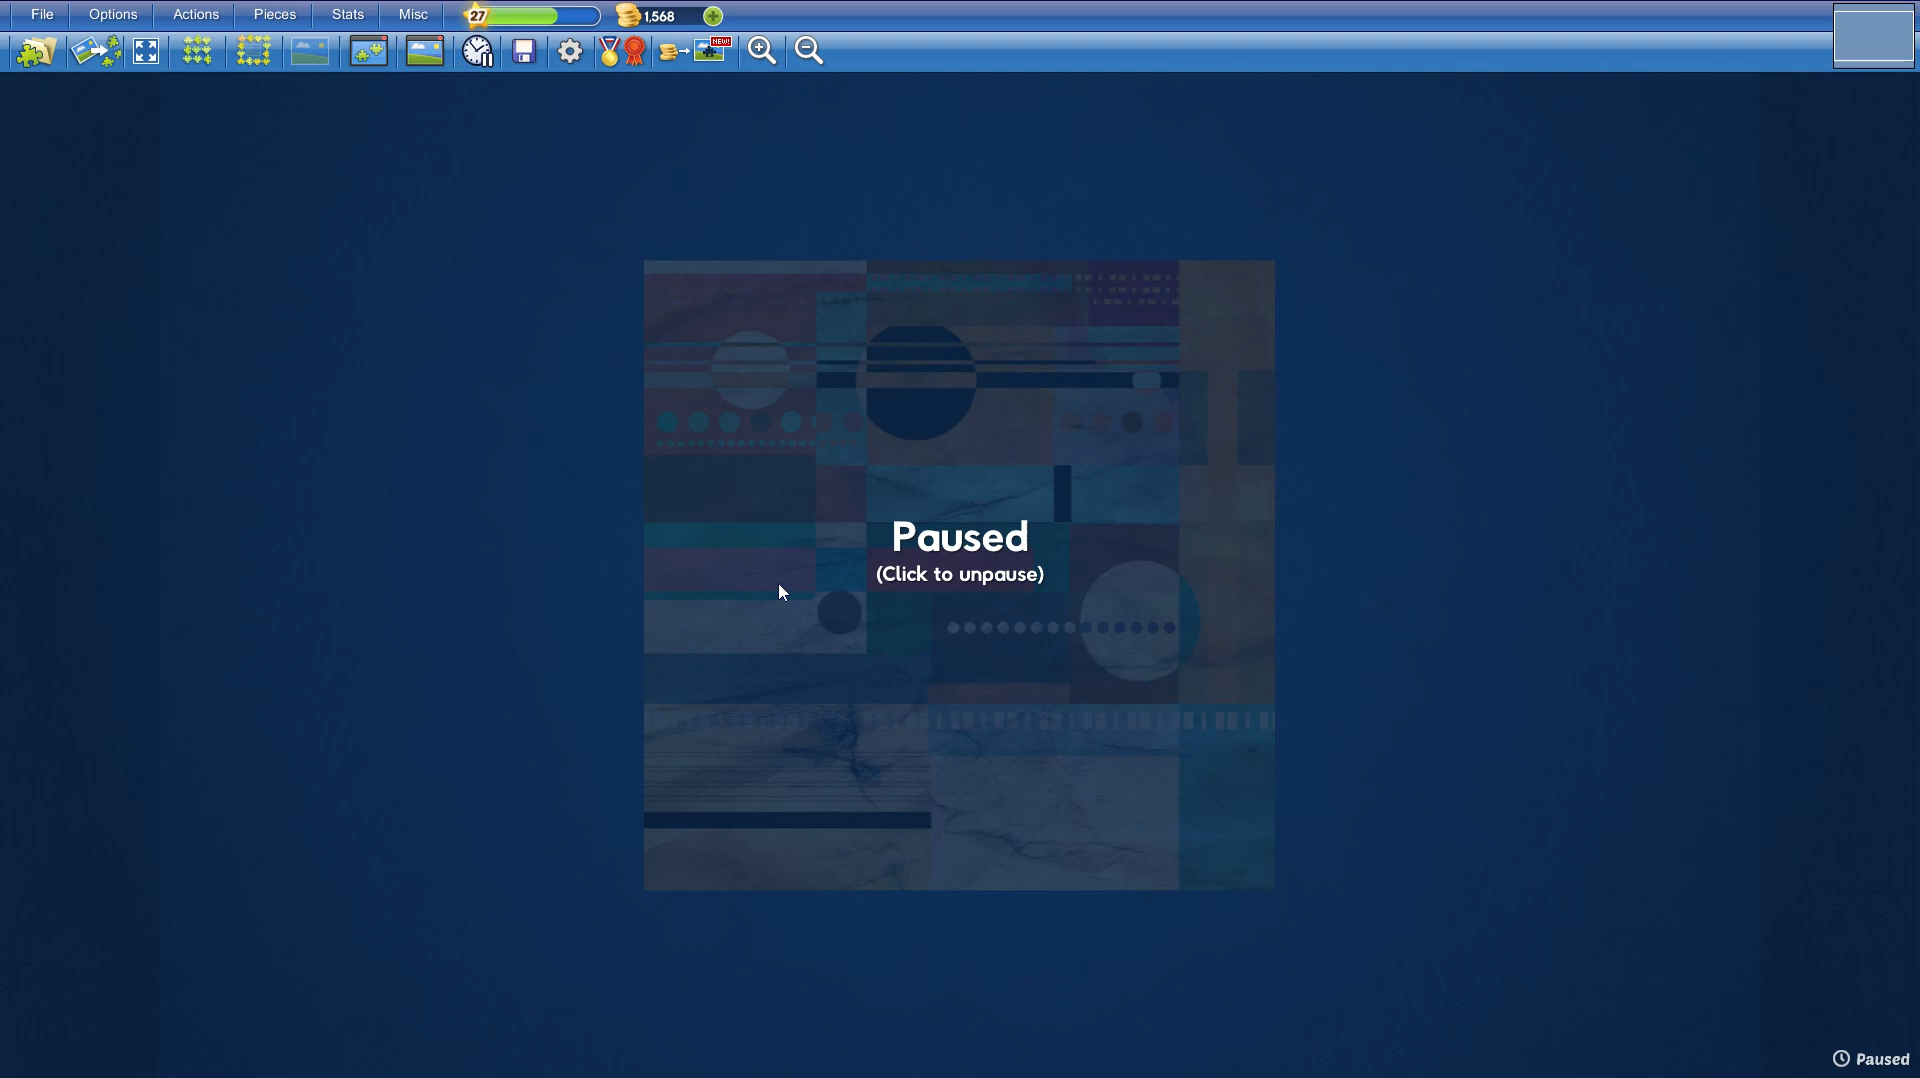 File Options Actions Pieces Stats Misc 27 1,568
NEW!
Paused
(Click to unpause)
Paused